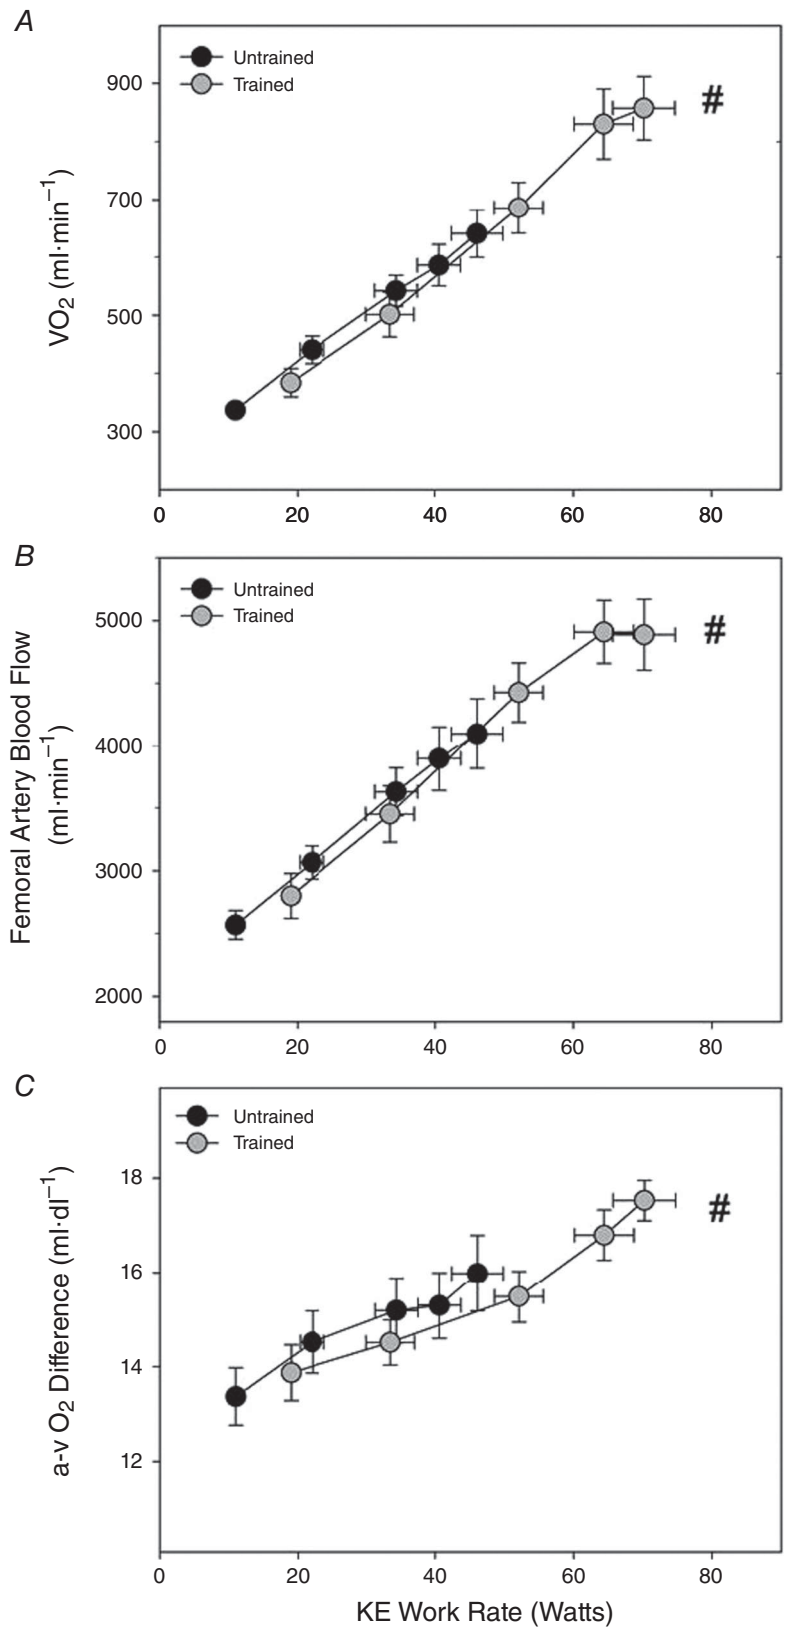 A
Untrained
Trained
900
700
500
300
VO₂ (ml·min⁻¹)
0 20 40 60 80
#
B
Untrained
Trained
5000
4000
3000
2000
Femoral Artery Blood Flow
(ml·min⁻¹)
0 20 40 60 80
#
C
Untrained
Trained
18
16
14
12
a-v O₂ Difference (ml·dl⁻¹)
0 20 40 60 80
#
KE Work Rate (Watts)